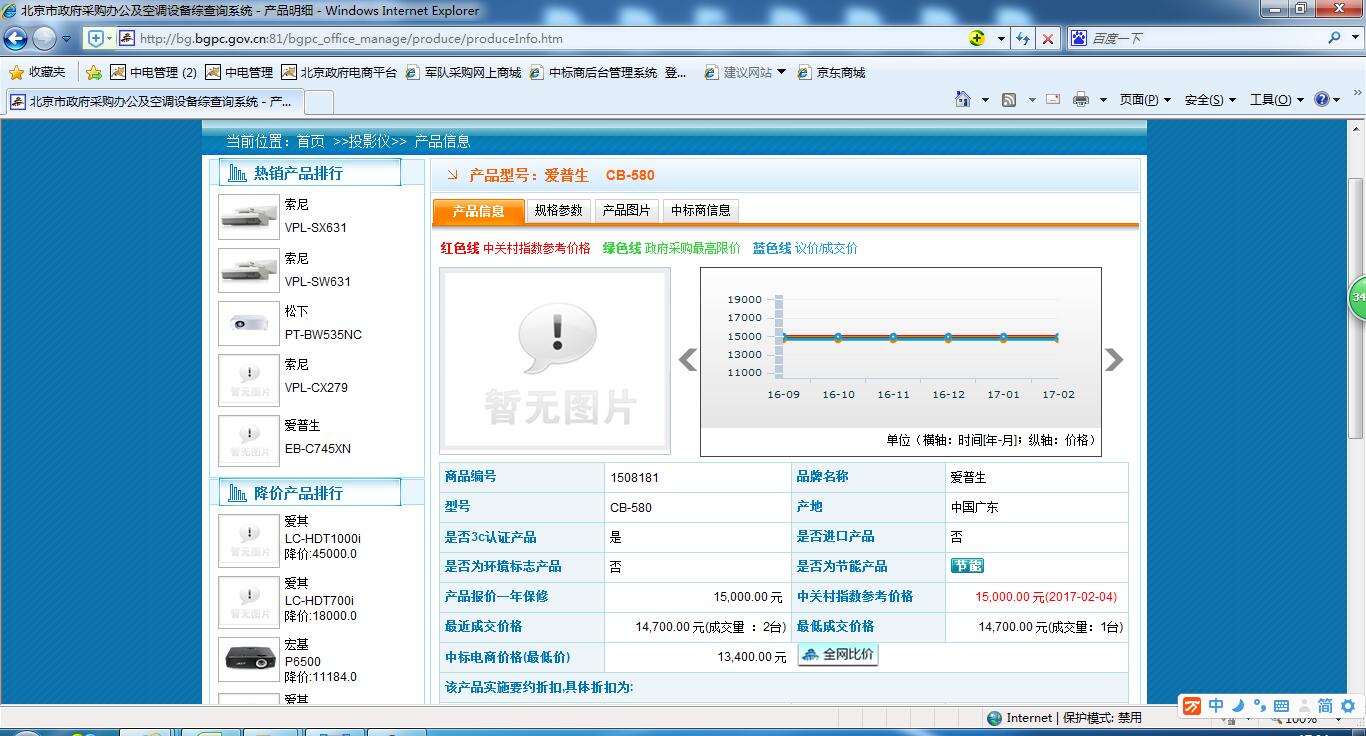 北京市政府采购办公及空调设备综查询系统 - 产品明细 - Windows Internet Explorer
http://bg.bgpc.gov.cn:81/bgpc_office_manage/produce/produceInfo.htm
百度一下
收藏夹
中电管理 (2)
中电管理
北京政府电商平台
军队采购网上商城
中标商后台管理系统 登...
建议网站
京东商城
北京市政府采购办公及空调设备综查询系统 - 产...
页面(P)
安全(S)
工具(O)
当前位置：首页 >>投影仪>> 产品信息
热销产品排行
索尼
VPL-SX631
索尼
VPL-SW631
松下
PT-BW535NC
索尼
VPL-CX279
暂无图片
爱普生
EB-C745XN
暂无图片
降价产品排行
爱其
LC-HDT1000i
降价:45000.0
暂无图片
爱其
LC-HDT700i
降价:18000.0
暂无图片
宏基
P6500
降价:11184.0
爱其
产品型号：爱普生 CB-580
产品信息
规格参数
产品图片
中标商信息
红色线 中关村指数参考价格 绿色线 政府采购最高限价 蓝色线 议价/成交价
暂无图片
19000
17000
15000
13000
11000
16-09 16-10 16-11 16-12 17-01 17-02
单位（横轴：时间[年-月]；纵轴：价格）
商品编号 1508181 品牌名称 爱普生
型号 CB-580 产地 中国广东
是否3c认证产品 是 是否进口产品 否
是否为环境标志产品 否 是否为节能产品 节能
产品报价一年保修 15,000.00 元 中关村指数参考价格 15,000.00 元(2017-02-04)
最近成交价格 14,700.00 元(成交量 ：2台) 最低成交价格 14,700.00 元(成交量：1台)
中标电商价格(最低价) 13,400.00 元 全网比价
该产品实施要约折扣,具体折扣为:
34
中
简
Internet | 保护模式: 禁用
100%